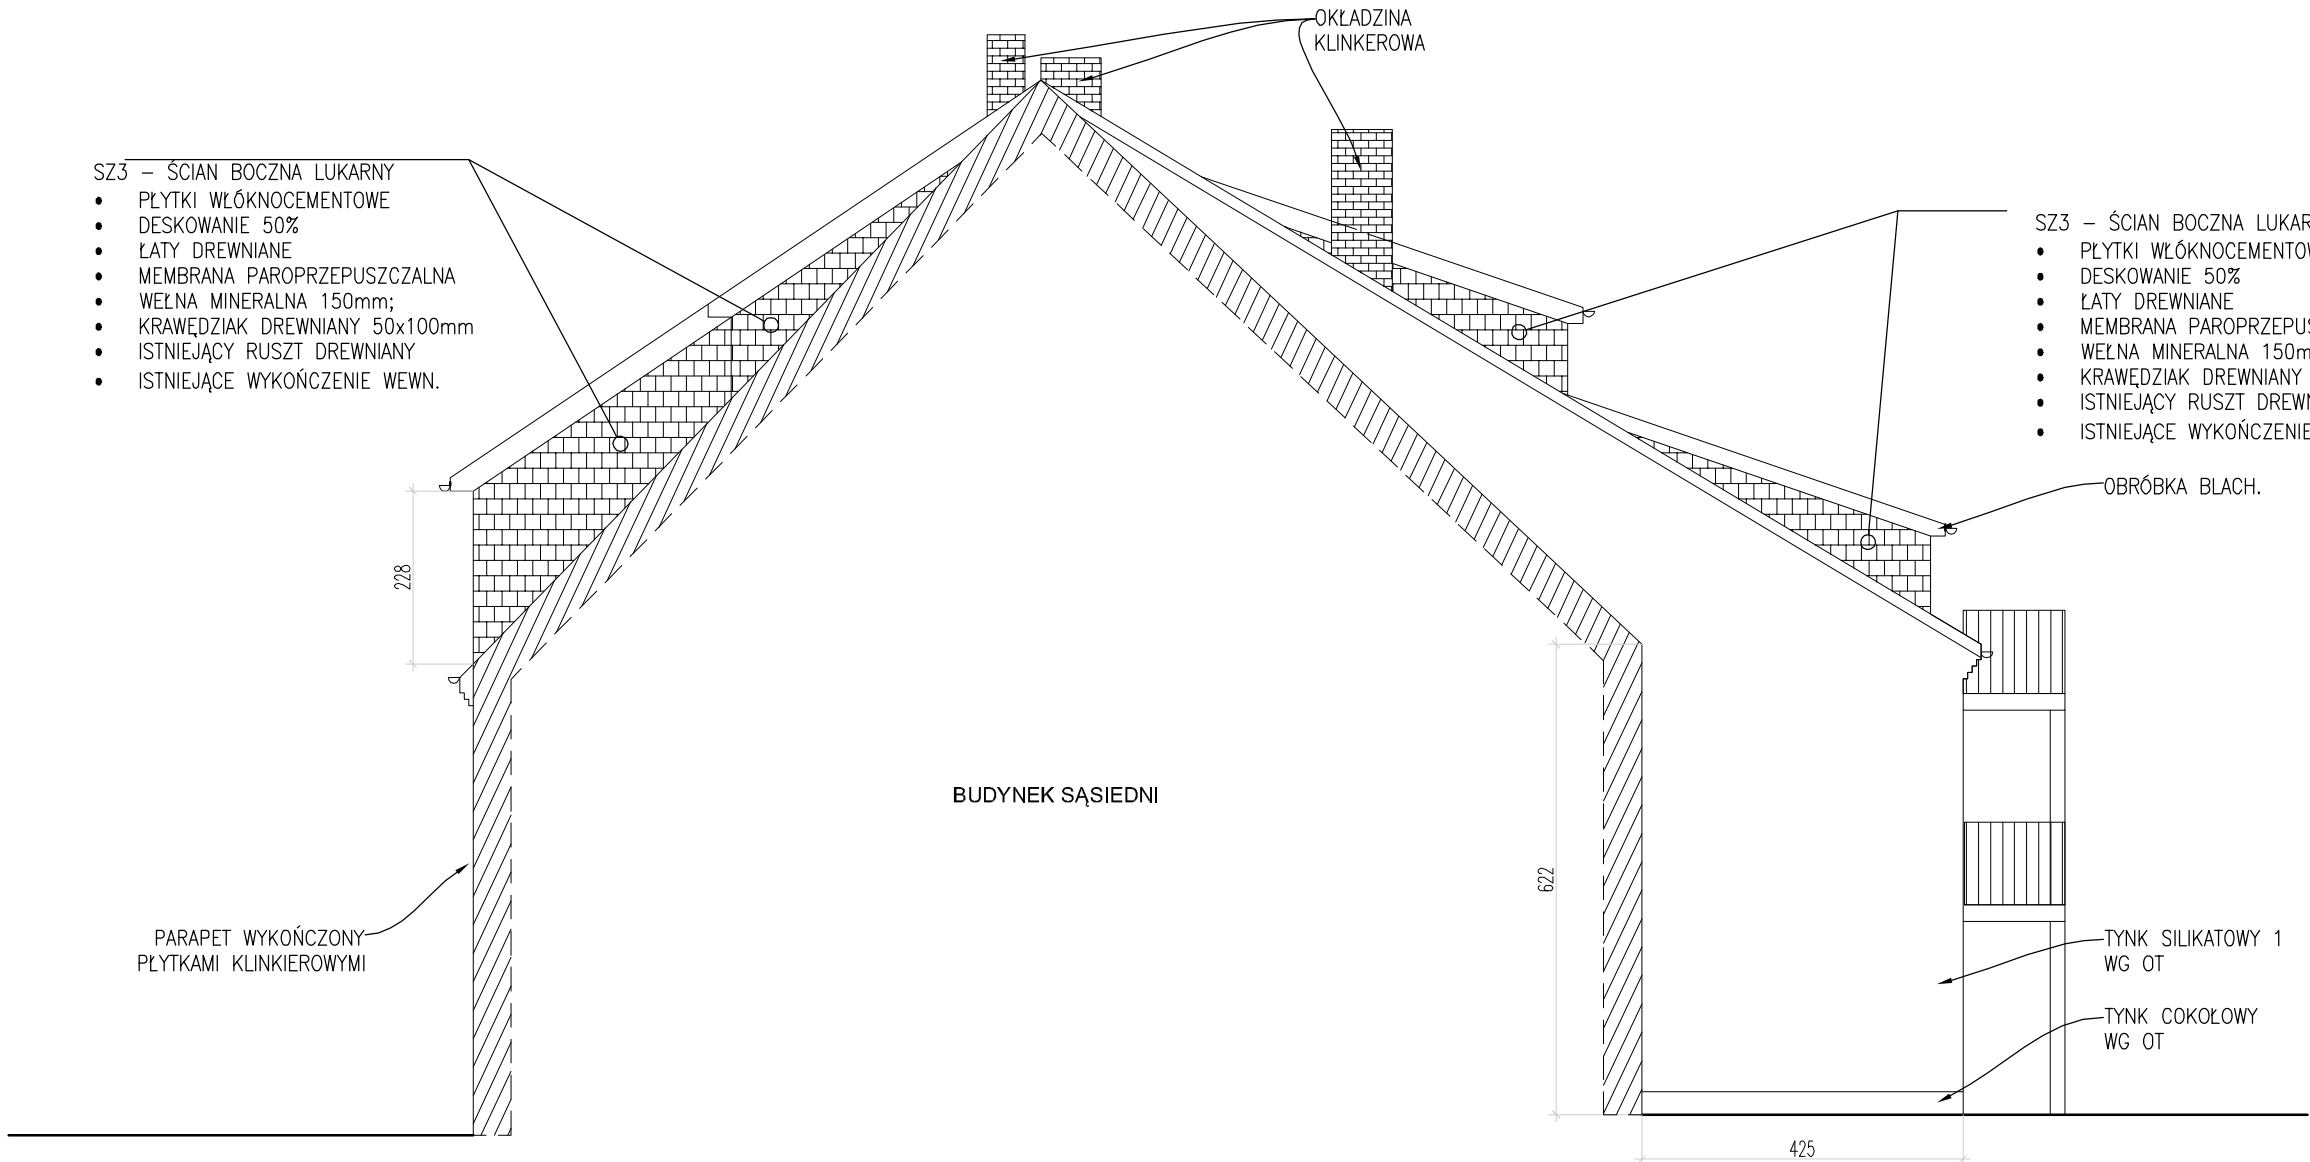 OKŁADZINA
KLINKEROWA
SZ3 – ŚCIAN BOCZNA LUKARNY
• PŁYTKI WŁÓKNOCEMENTOWE
• DESKOWANIE 50%
• ŁATY DREWNIANE
• MEMBRANA PAROPRZEPUSZCZALNA
• WEŁNA MINERALNA 150mm;
• KRAWĘDZIAK DREWNIANY 50x100mm
• ISTNIEJĄCY RUSZT DREWNIANY
• ISTNIEJĄCE WYKOŃCZENIE WEWN.
SZ3 – ŚCIAN BOCZNA LUKAR
• PŁYTKI WŁÓKNOCEMENTOW
• DESKOWANIE 50%
• ŁATY DREWNIANE
• MEMBRANA PAROPRZEPUS
• WEŁNA MINERALNA 150m
• KRAWĘDZIAK DREWNIANY
• ISTNIEJĄCY RUSZT DREWN
• ISTNIEJĄCE WYKOŃCZENIE
OBRÓBKA BLACH.
228
BUDYNEK SĄSIEDNI
622
PARAPET WYKOŃCZONY
PŁYTKAMI KLINKIEROWYMI
TYNK SILIKATOWY 1
WG OT
TYNK COKOŁOWY
WG OT
425